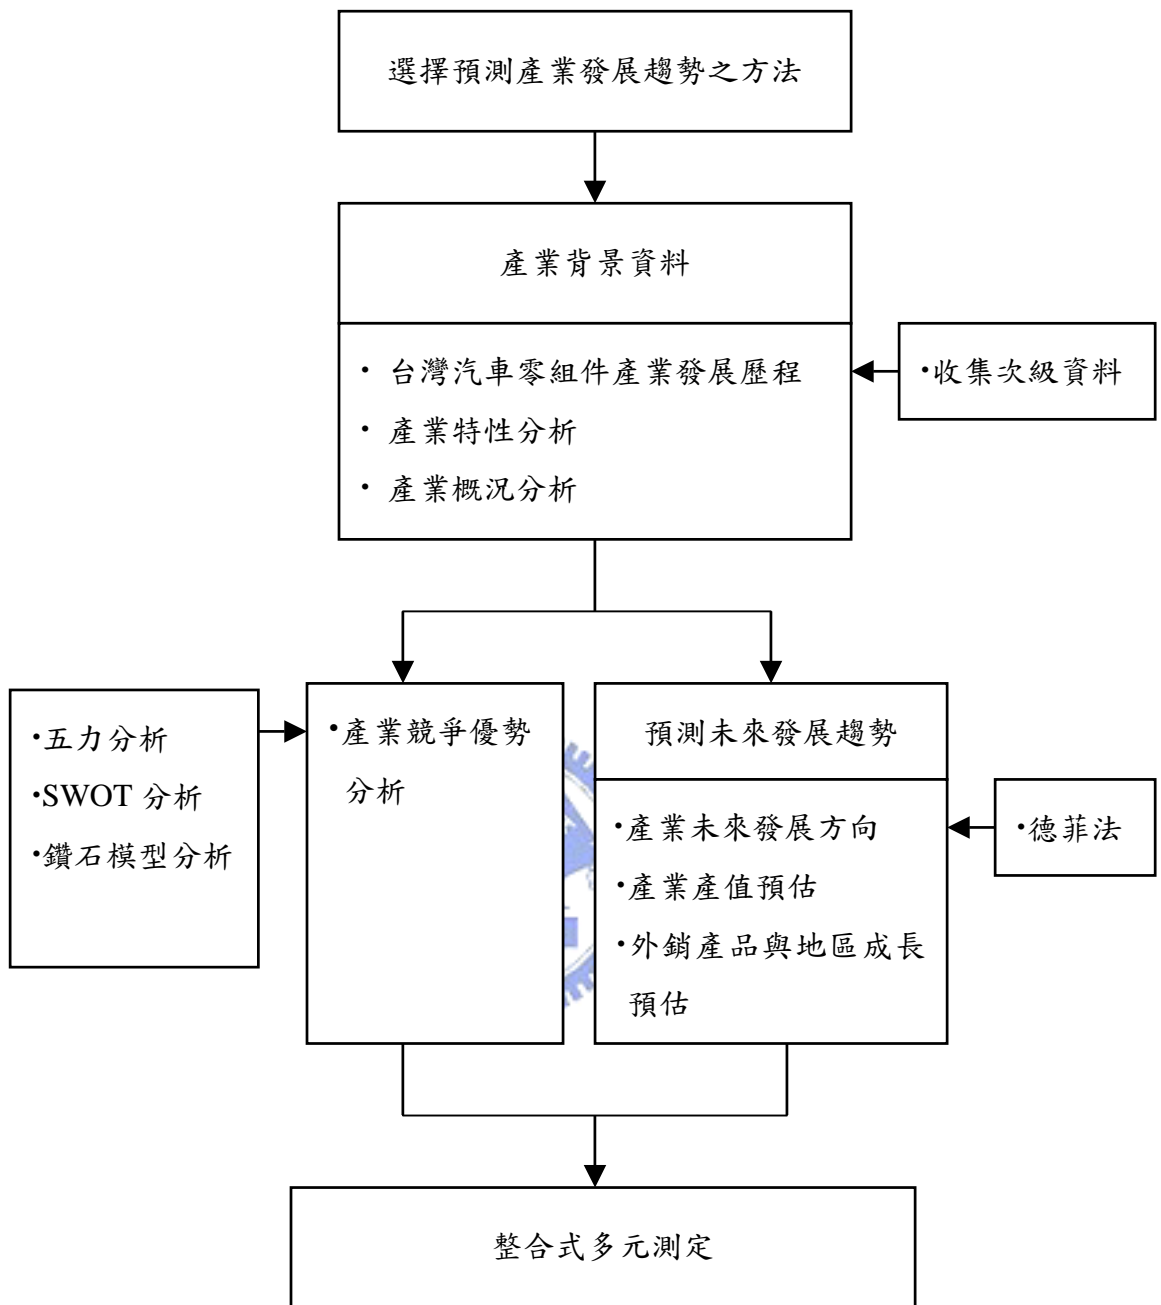 選擇預測產業發展趨勢之方法
產業背景資料
• 台灣汽車零組件產業發展歷程
• 產業特性分析
• 產業概況分析
•收集次級資料
•五力分析
•SWOT 分析
•鑽石模型分析
•產業競爭優勢
分析
預測未來發展趨勢
•產業未來發展方向
•產業產值預估
•外銷產品與地區成長
預估
•德菲法
整合式多元測定